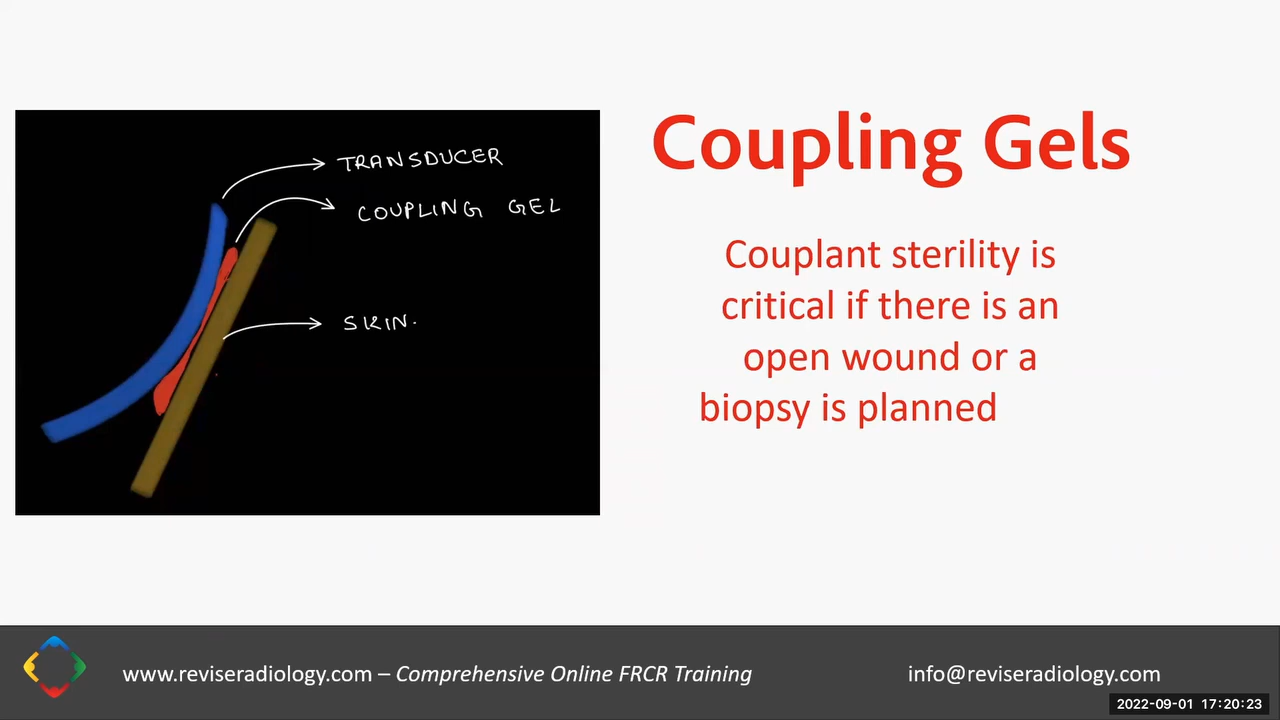 TRANSDUCER
COUPLING GEL
SKIN.
Coupling Gels
Couplant sterility is
critical if there is an
open wound or a
biopsy is planned
www.reviseradiology.com – Comprehensive Online FRCR Training
info@reviseradiology.com
2022-09-01 17:20:23